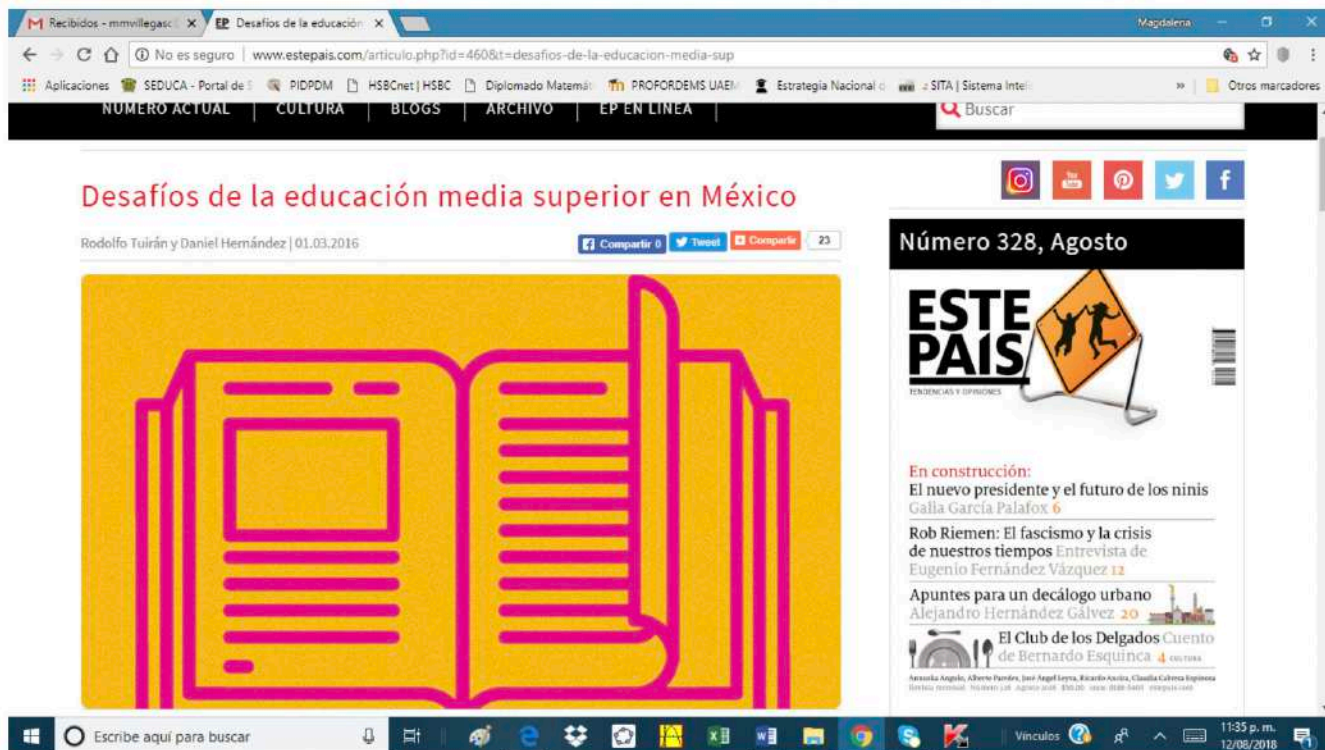 Recibidos - mmvillegasc
EP Desafíos de la educación
Magdalena
No es seguro | www.estepais.com/articulo.php?id=460&t=desafios-de-la-educacion-media-sup
Aplicaciones SEDUCA - Portal de S PIDPDM HSBCnet | HSBC Diplomado Matemát PROFORDEMS UAEM Estrategia Nacional d SITA | Sistema Intel » Otros marcadores
NÚMERO ACTUAL | CULTURA | BLOGS | ARCHIVO | EP EN LÍNEA |
Buscar
Desafíos de la educación media superior en México
Rodolfo Tuirán y Daniel Hernández | 01.03.2016
Compartir 0 Tweet Compartir 23
Número 328, Agosto
ESTE
PAÍS
TENDENCIAS Y OPINIONES
En construcción:
El nuevo presidente y el futuro de los ninis
Galia García Palafox 6
Rob Riemen: El fascismo y la crisis
de nuestros tiempos Entrevista de
Eugenio Fernández Vázquez 12
Apuntes para un decálogo urbano
Alejandro Hernández Gálvez 20
El Club de los Delgados Cuento
de Bernardo Esquinca 4 CULTURA
Escribe aquí para buscar
Vínculos
11:35 p. m.
12/08/2018